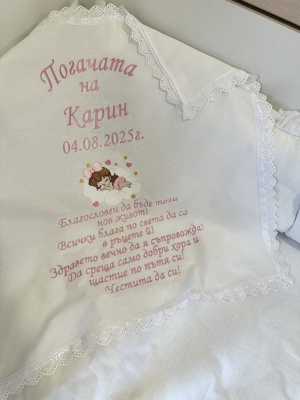 Погачата
на
Карин
04.08.2025г.
Благословен да бъде този
нов живот!
Всички блага по света да са
в ръцете й!
Здравето вечно да я съпровожда!
Да среща само добри хора и
щастие по пътя си!
Честита да си!